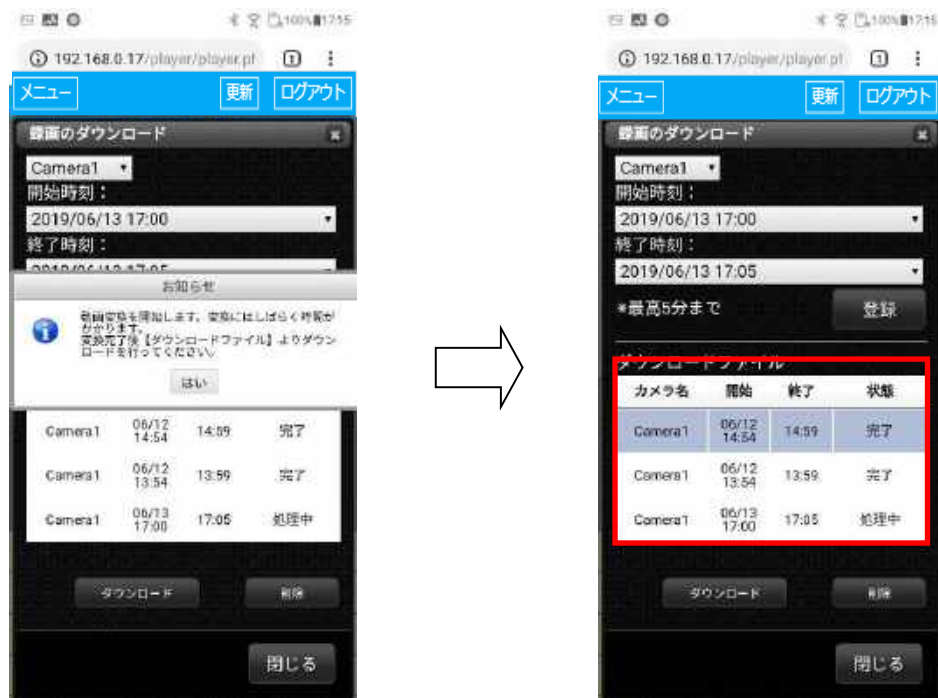 100% 17:15
192.168.0.17/player/player.pl
1
メニュー
更新
ログアウト
録画のダウンロード
Camera1
開始時刻：
2019/06/13 17:00
終了時刻：
お知らせ
動画変換を開始します。変換にはしばらく時間が
かかります。
変換完了後【ダウンロードファイル】よりダウン
ロードを行ってください。
はい
Camera1 06/12 14:54 14:59 完了
Camera1 06/12 13:54 13:59 完了
Camera1 06/13 17:00 17:05 処理中
ダウンロード
削除
閉じる
100% 17:15
192.168.0.17/player/player.pl
1
メニュー
更新
ログアウト
録画のダウンロード
Camera1
開始時刻：
2019/06/13 17:00
終了時刻：
2019/06/13 17:05
*最高5分まで
登録
ダウンロードファイル
カメラ名 開始 終了 状態
Camera1 06/12 14:54 14:59 完了
Camera1 06/12 13:54 13:59 完了
Camera1 06/13 17:00 17:05 処理中
ダウンロード
削除
閉じる